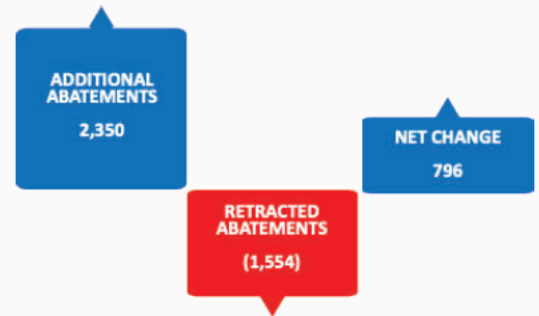 ADDITIONAL
ABATEMENTS
2,350
NET CHANGE
796
RETRACTED
ABATEMENTS
(1,554)